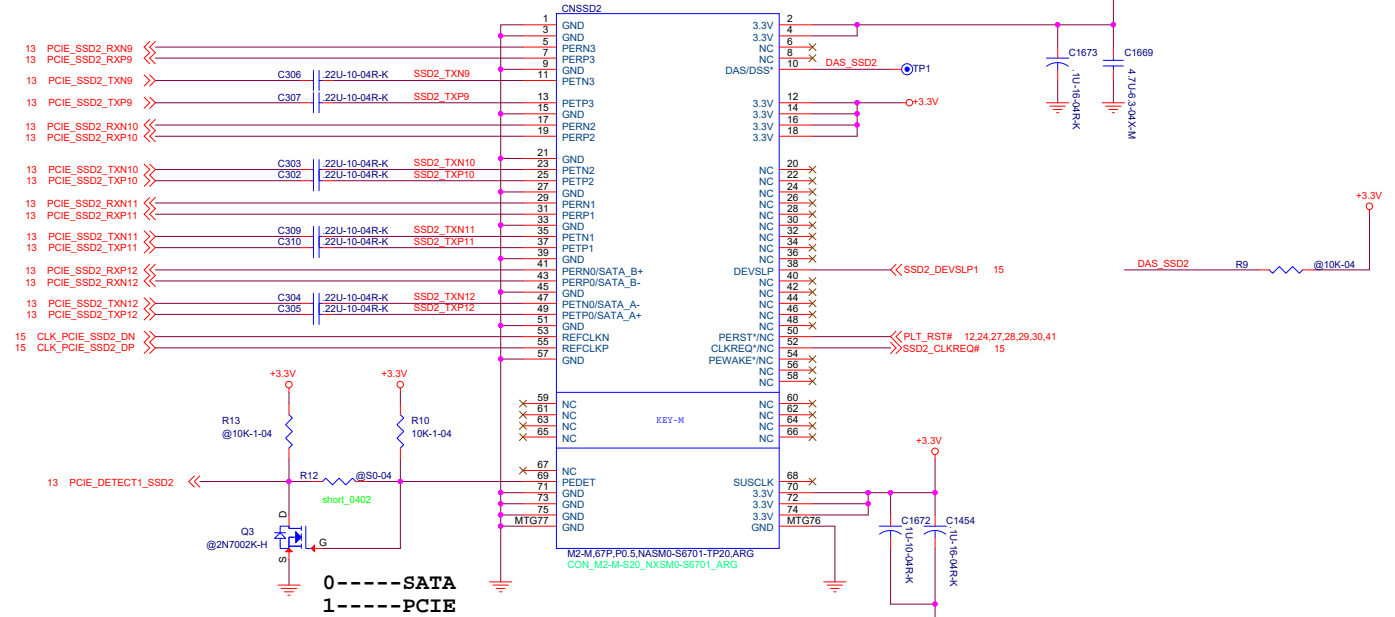 CNSSD2
1 GND 3.3V 2
3 GND 3.3V 4
13 PCIE_SSD2_RXN9 5 PERN3 NC 6
13 PCIE_SSD2_RXP9 7 PERP3 NC 8
9 GND DAS/DSS* 10 DAS_SSD2 TP1
13 PCIE_SSD2_TXN9 C306 .22U-10-04R-K SSD2_TXN9 11 PETN3
C1673 .1U-16-04R-K
C1669 4.7U-6.3-04X-M
13 PCIE_SSD2_TXP9 C307 .22U-10-04R-K SSD2_TXP9 13 PETP3 3.3V 12 +3.3V
15 GND 3.3V 14
13 PCIE_SSD2_RXN10 17 PERN2 3.3V 16
13 PCIE_SSD2_RXP10 19 PERP2 3.3V 18
21 GND NC 20
13 PCIE_SSD2_TXN10 C303 .22U-10-04R-K SSD2_TXN10 23 PETN2 NC 22
13 PCIE_SSD2_TXP10 C302 .22U-10-04R-K SSD2_TXP10 25 PETP2 NC 24
27 GND NC 26
13 PCIE_SSD2_RXN11 29 PERN1 NC 28
13 PCIE_SSD2_RXP11 31 PERP1 NC 30
33 GND NC 32
13 PCIE_SSD2_TXN11 C309 .22U-10-04R-K SSD2_TXN11 35 PETN1 NC 34
13 PCIE_SSD2_TXP11 C310 .22U-10-04R-K SSD2_TXP11 37 PETP1 NC 36
39 GND DEVSLP 38 SSD2_DEVSLP1 15
13 PCIE_SSD2_RXP12 41 PERN0/SATA_B+ NC 40
13 PCIE_SSD2_RXN12 43 PERP0/SATA_B- NC 42
45 GND NC 44
13 PCIE_SSD2_TXN12 C304 .22U-10-04R-K SSD2_TXN12 47 PETN0/SATA_A- NC 46
13 PCIE_SSD2_TXP12 C305 .22U-10-04R-K SSD2_TXP12 49 PETP0/SATA_A+ NC 48
51 GND PERST*/NC 50 PLT_RST# 12,24,27,28,29,30,41
15 CLK_PCIE_SSD2_DN 53 REFCLKN CLKREQ*/NC 52 SSD2_CLKREQ# 15
15 CLK_PCIE_SSD2_DP 55 REFCLKP PEWAKE*/NC 54
57 GND NC 56
NC 58
+3.3V
DAS_SSD2 R9 @10K-04
59 NC NC 60
61 NC NC 62
63 NC KEY-M NC 64
65 NC NC 66
+3.3V +3.3V
R13 @10K-1-04
R10 10K-1-04
67 NC
13 PCIE_DETECT1_SSD2 R12 @S0-04 69 PEDET SUSCLK 68
short_0402
71 GND 3.3V 70
73 GND 3.3V 72
75 GND 3.3V 74
MTG77 GND GND MTG76
+3.3V
C1672 .1U-10-04R-K
C1454 .1U-16-04R-K
D
Q3 @2N7002K-H
G
S
M2-M,67P,P0.5,NASM0-S6701-TP20,ARG
CON_M2-M-S20_NXSM0-S6701_ARG
0-----SATA
1-----PCIE